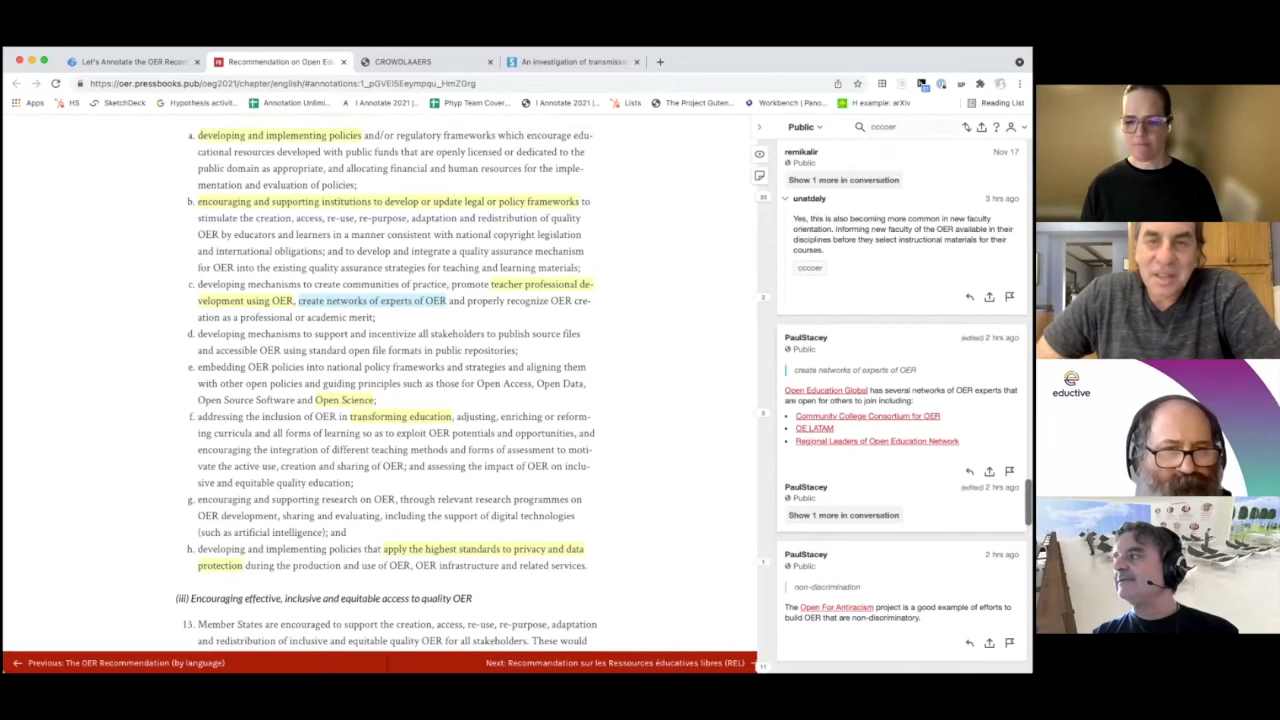 Let's Annotate the OER Recom
Recommendation on Open Edu
CROWDLAAERS
An investigation of transmissi
https://oer.pressbooks.pub/oeg2021/chapter/english/#annotations:1_pGVEI5Eeympqu_HmZGrg
Apps
HS
SketchDeck
Hypothesis activit...
Annotation Unlimi...
I Annotate 2021 |...
Phyp Team Cover...
I Annotate 2021 |...
Lists
The Project Guten...
Workbench | Pano...
H example: arXiv
Reading List
a. developing and implementing policies and/or regulatory frameworks which encourage edu-
cational resources developed with public funds that are openly licensed or dedicated to the
public domain as appropriate, and allocating financial and human resources for the imple-
mentation and evaluation of policies;
b. encouraging and supporting institutions to develop or update legal or policy frameworks to
stimulate the creation, access, re-use, re-purpose, adaptation and redistribution of quality
OER by educators and learners in a manner consistent with national copyright legislation
and international obligations; and to develop and integrate a quality assurance mechanism
for OER into the existing quality assurance strategies for teaching and learning materials;
c. developing mechanisms to create communities of practice, promote teacher professional de-
velopment using OER, create networks of experts of OER and properly recognize OER cre-
ation as a professional or academic merit;
d. developing mechanisms to support and incentivize all stakeholders to publish source files
and accessible OER using standard open file formats in public repositories;
e. embedding OER policies into national policy frameworks and strategies and aligning them
with other open policies and guiding principles such as those for Open Access, Open Data,
Open Source Software and Open Science;
f. addressing the inclusion of OER in transforming education, adjusting, enriching or reform-
ing curricula and all forms of learning so as to exploit OER potentials and opportunities, and
encouraging the integration of different teaching methods and forms of assessment to moti-
vate the active use, creation and sharing of OER; and assessing the impact of OER on inclu-
sive and equitable quality education;
g. encouraging and supporting research on OER, through relevant research programmes on
OER development, sharing and evaluating, including the support of digital technologies
(such as artificial intelligence); and
h. developing and implementing policies that apply the highest standards to privacy and data
protection during the production and use of OER, OER infrastructure and related services.
(iii) Encouraging effective, inclusive and equitable access to quality OER
13. Member States are encouraged to support the creation, access, re-use, re-purpose, adaptation
and redistribution of inclusive and equitable quality OER for all stakeholders. These would
← Previous: The OER Recommendation (by language)
Next: Recommandation sur les Ressources éducatives libres (REL) →
Public
cccoer
33
2
2
1
11
remikalir
Nov 17
Public
Show 1 more in conversation
unatdaly
3 hrs ago
Yes, this is also becoming more common in new faculty
orientation. Informing new faculty of the OER available in their
disciplines before they select instructional materials for their
courses.
cccoer
PaulStacey
(edited) 2 hrs ago
Public
create networks of experts of OER
Open Education Global has several networks of OER experts that
are open for others to join including:
• Community College Consortium for OER
• OE LATAM
• Regional Leaders of Open Education Network
PaulStacey
(edited) 2 hrs ago
Public
Show 1 more in conversation
PaulStacey
2 hrs ago
Public
non-discrimination
The Open For Antiracism project is a good example of efforts to
build OER that are non-discriminatory.
eductive